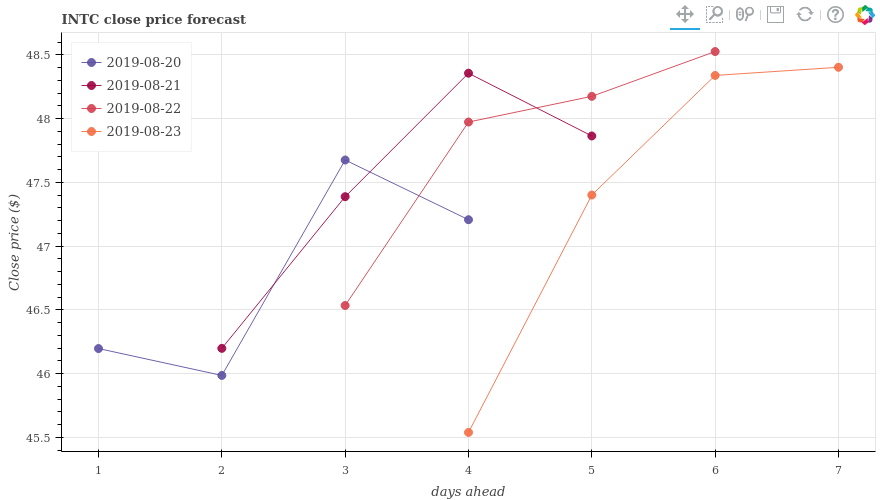 INTC close price forecast
2019-08-20
2019-08-21
2019-08-22
2019-08-23
Close price ($)
48.5
48
47.5
47
46.5
46
45.5
1 2 3 4 5 6 7
days ahead